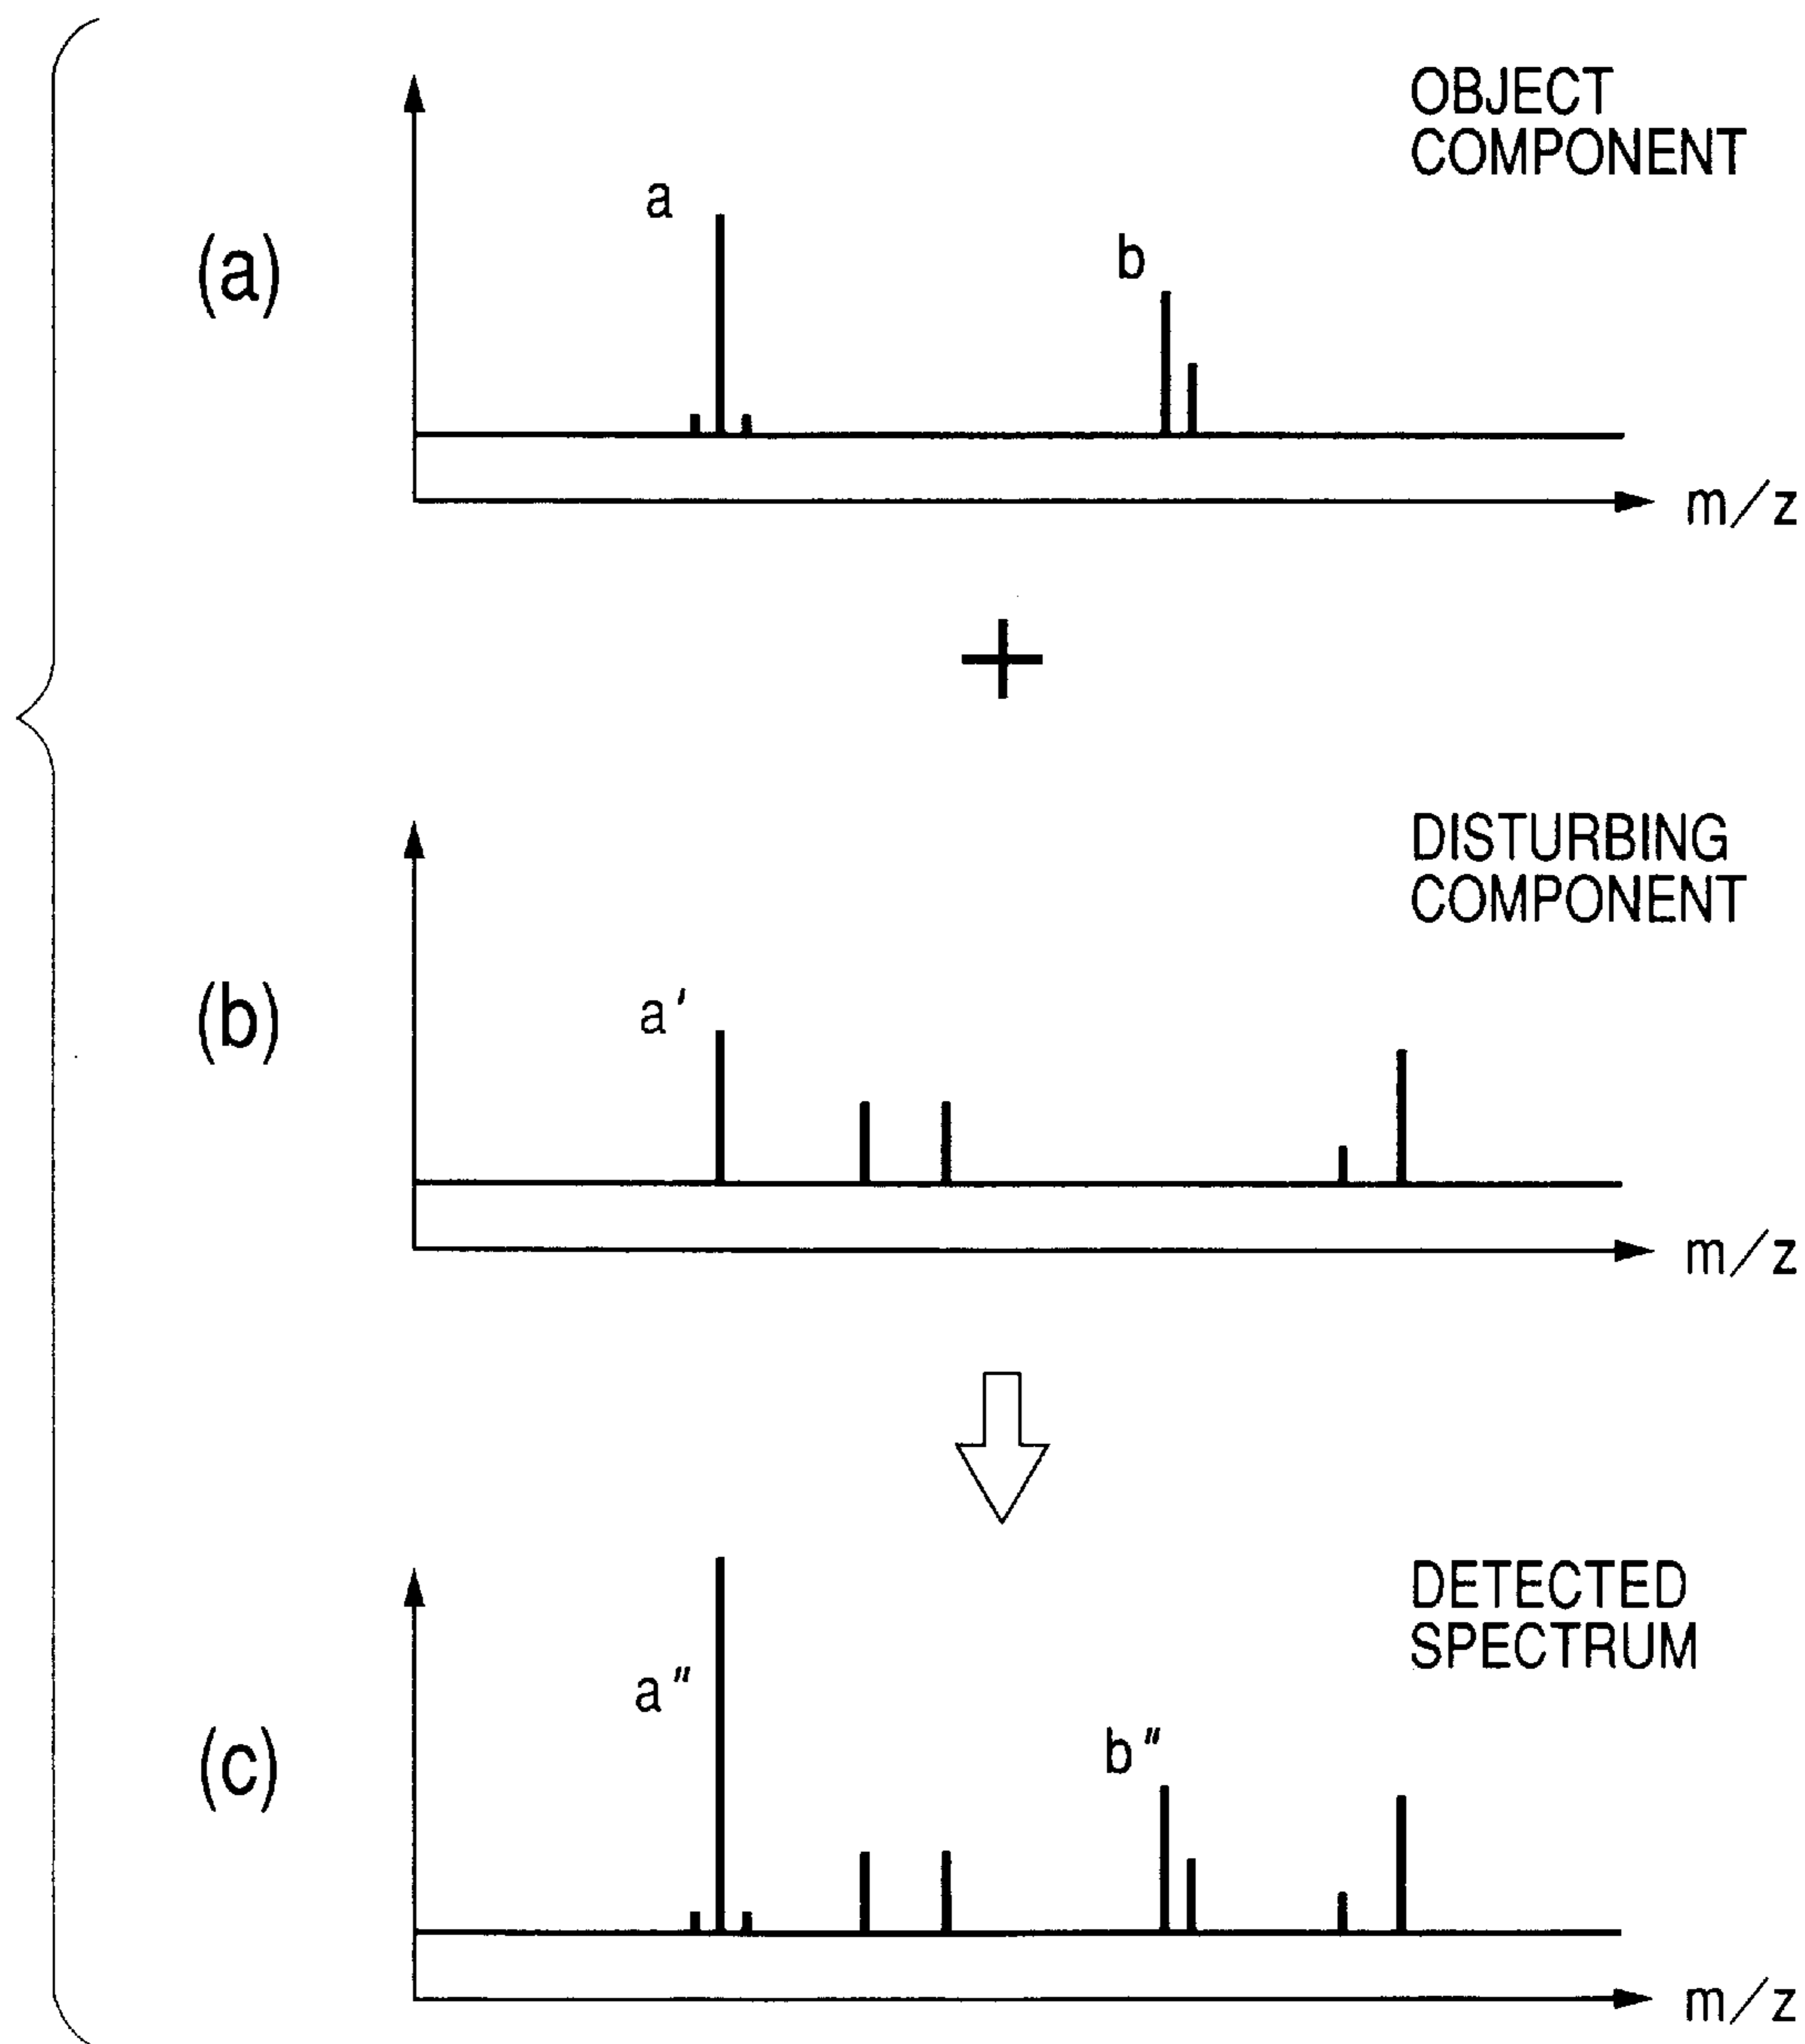 OBJECT
COMPONENT
a
b
(a)
m/z
+
DISTURBING
COMPONENT
a'
(b)
m/z
DETECTED
SPECTRUM
a"
b"
(c)
m/z